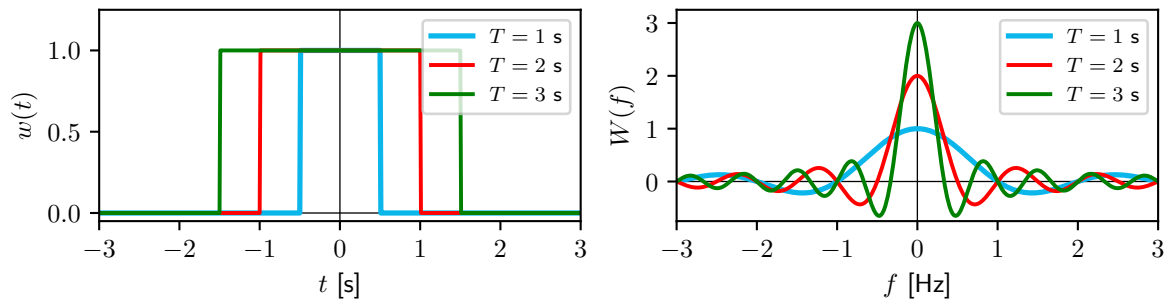 w(t)
1.0
0.5
0.0
−3
−2
−1
0
1
2
3
t [s]
T = 1 s
T = 2 s
T = 3 s
W(f)
3
2
1
0
−3
−2
−1
0
1
2
3
f [Hz]
T = 1 s
T = 2 s
T = 3 s